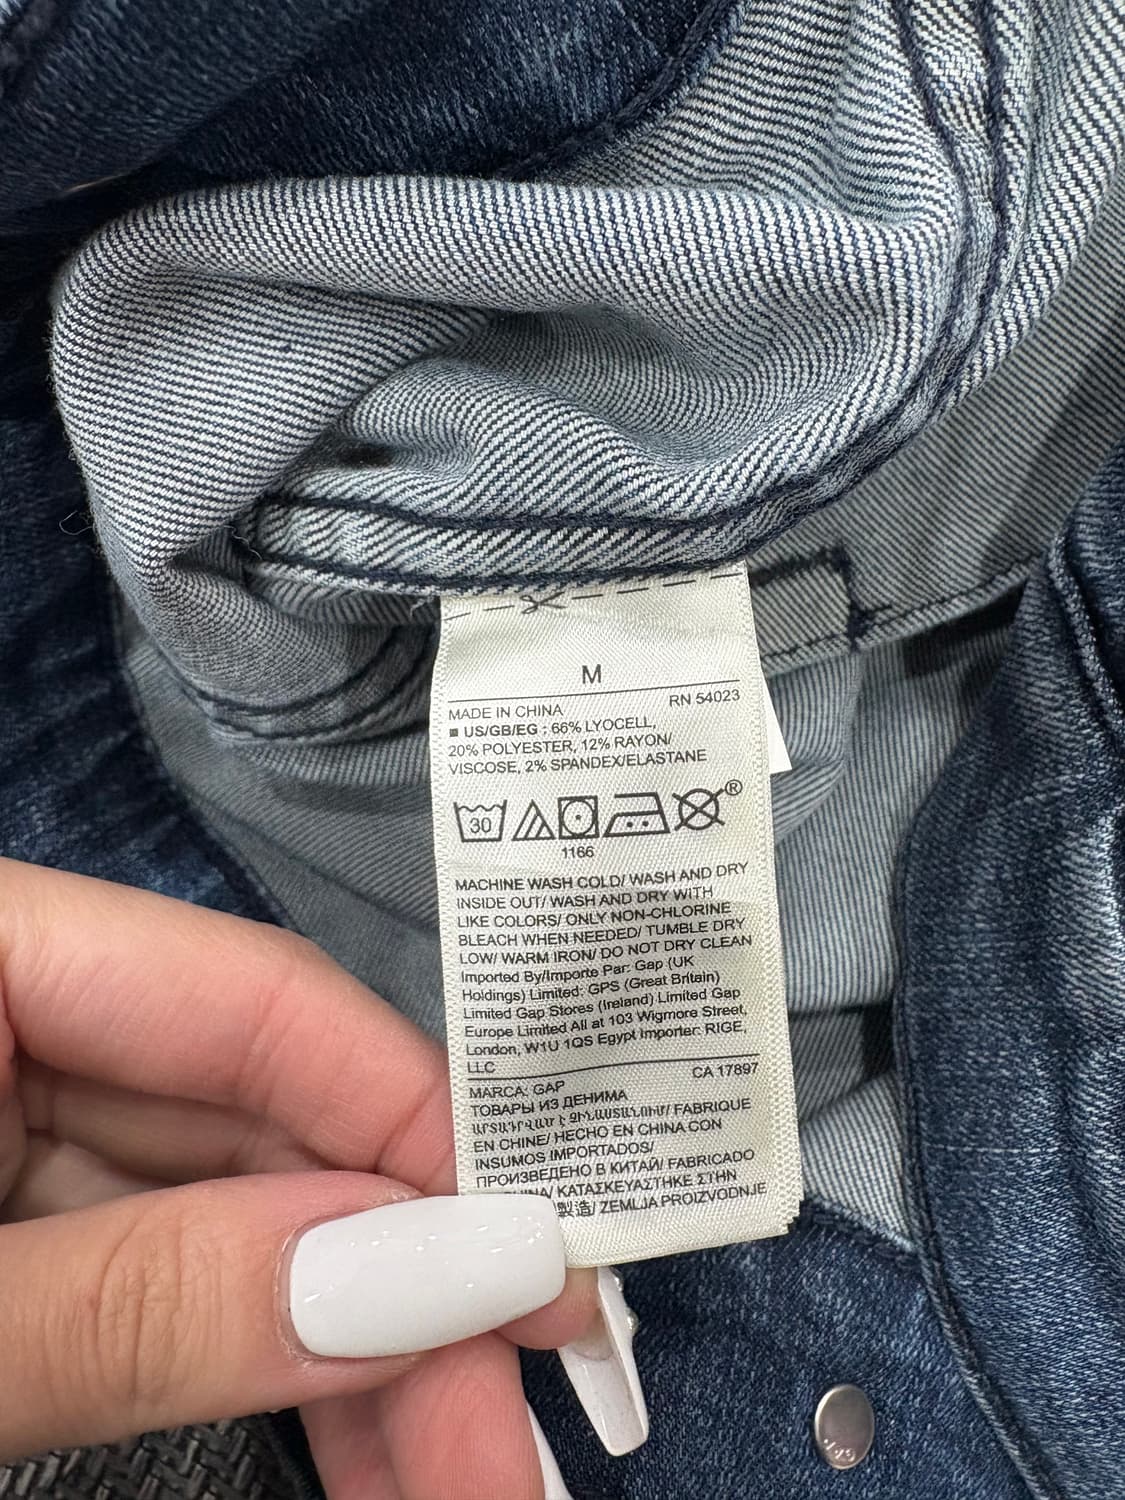 M
MADE IN CHINA RN 54023
■ US/GB/EG : 66% LYOCELL,
20% POLYESTER, 12% RAYON/
VISCOSE, 2% SPANDEX/ELASTANE
30
®
1166
MACHINE WASH COLD/ WASH AND DRY
INSIDE OUT/ WASH AND DRY WITH
LIKE COLORS/ ONLY NON-CHLORINE
BLEACH WHEN NEEDED/ TUMBLE DRY
LOW/ WARM IRON/ DO NOT DRY CLEAN
Imported By/Importe Par: Gap (UK
Holdings) Limited: GPS (Great Britain)
Limited Gap Stores (Ireland) Limited Gap
Europe Limited All at 103 Wigmore Street,
London, W1U 1QS Egypt Importer: RIGE,
LLC
CA 17897
MARCA: GAP
ТОВАРЫ ИЗ ДЕНИМА
ԱՐՏԱԴՐՎԱԾ Է ՉԻՆԱՍՏԱՆՈՒՄ/ FABRIQUE
EN CHINE/ HECHO EN CHINA CON
INSUMOS IMPORTADOS/
ПРОИЗВЕДЕНО В КИТАЙ/ FABRICADO
ΚΑΤΑΣΚΕΥΑΣΤΗΚΕ ΣΤΗΝ
製造/ ZEMLJA PROIZVODNJE
GAP